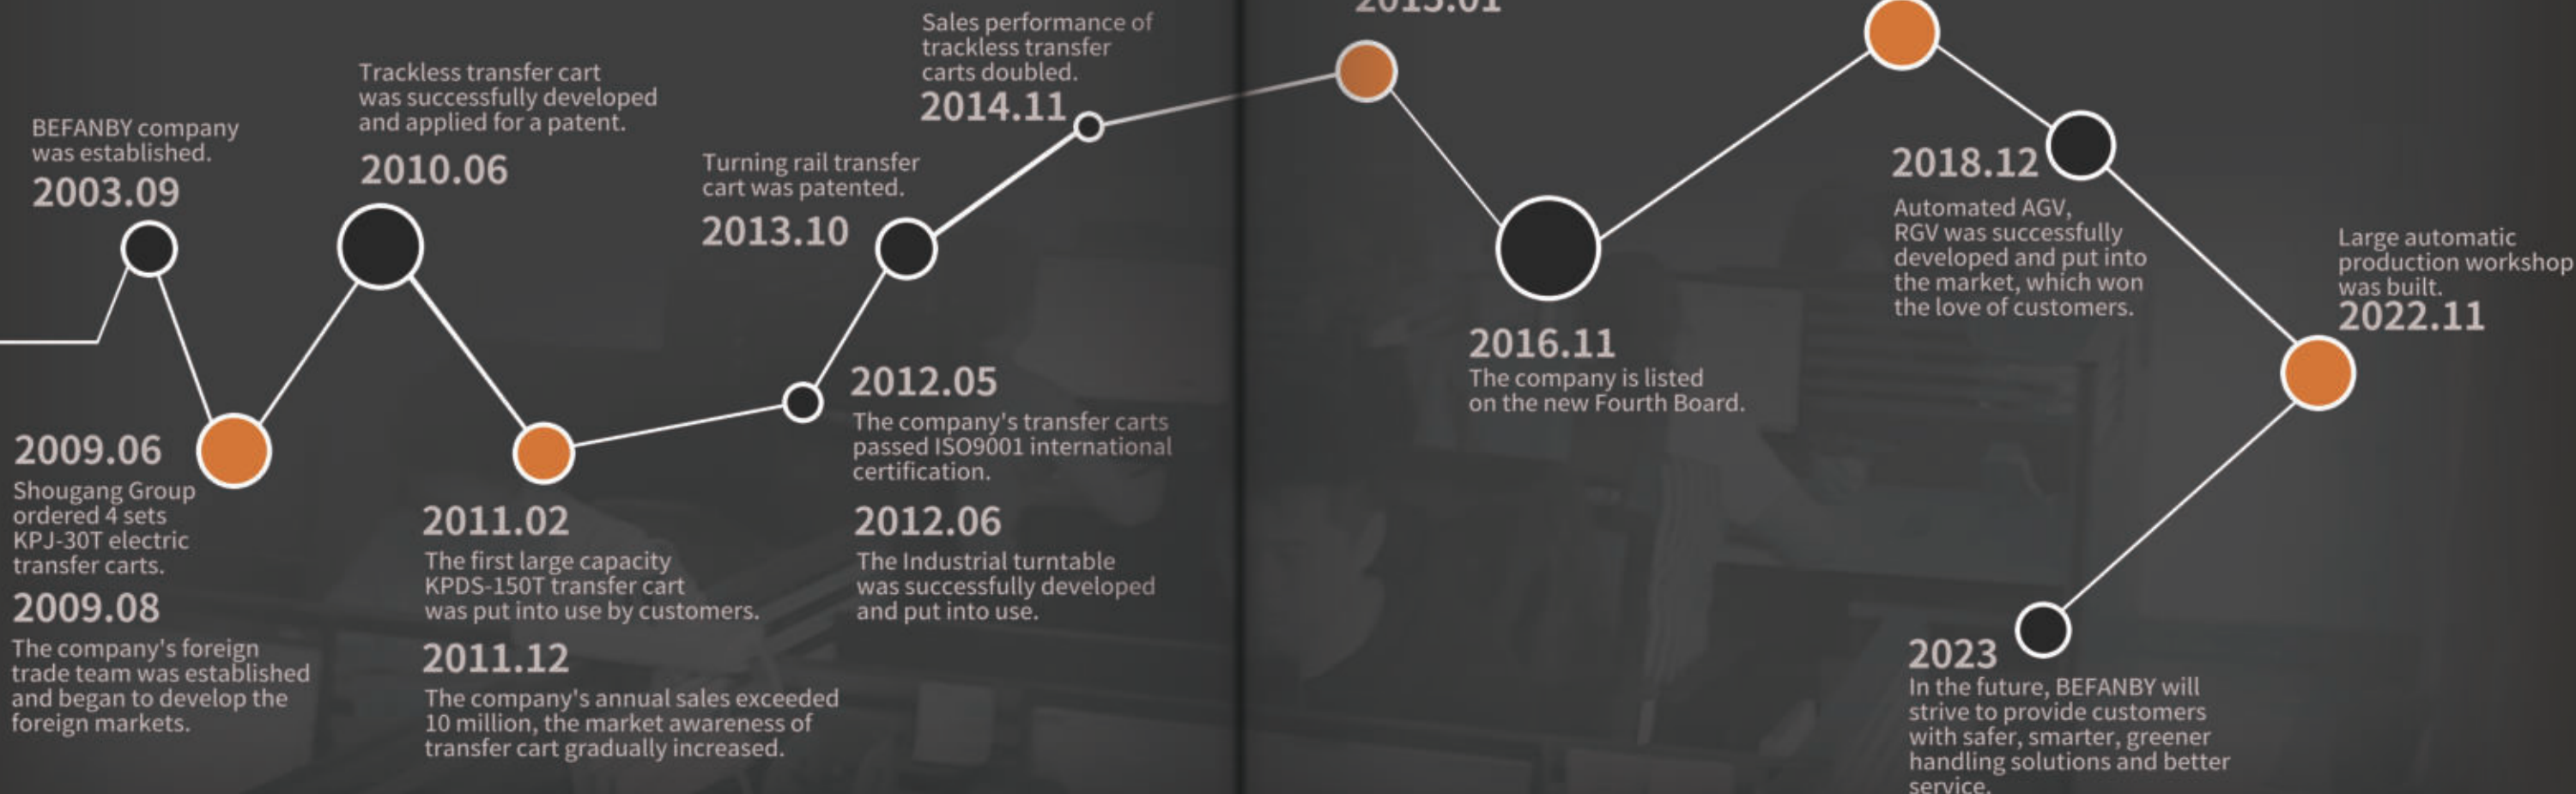 BEFANBY company
was established.
2003.09
2009.06
Shougang Group
ordered 4 sets
KPJ-30T electric
transfer carts.
2009.08
The company's foreign
trade team was established
and began to develop the
foreign markets.
Trackless transfer cart
was successfully developed
and applied for a patent.
2010.06
2011.02
The first large capacity
KPDS-150T transfer cart
was put into use by customers.
2011.12
The company's annual sales exceeded
10 million, the market awareness of
transfer cart gradually increased.
2012.05
The company's transfer carts
passed ISO9001 international
certification.
2012.06
The Industrial turntable
was successfully developed
and put into use.
Turning rail transfer
cart was patented.
2013.10
Sales performance of
trackless transfer
carts doubled.
2014.11
2015.01
2016.11
The company is listed
on the new Fourth Board.
2018.12
Automated AGV,
RGV was successfully
developed and put into
the market, which won
the love of customers.
Large automatic
production workshop
was built.
2022.11
2023
In the future, BEFANBY will
strive to provide customers
with safer, smarter, greener
handling solutions and better
service.